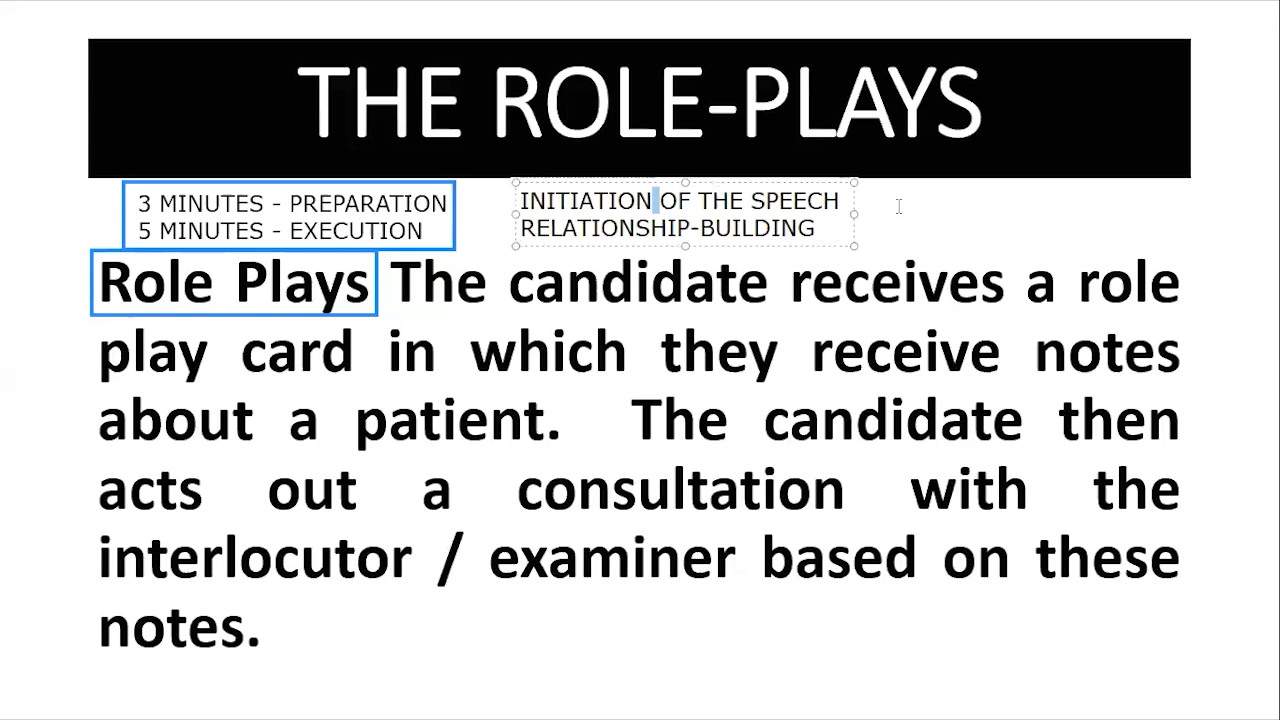 THE ROLE-PLAYS
3 MINUTES - PREPARATION
5 MINUTES - EXECUTION
INITIATION OF THE SPEECH
RELATIONSHIP-BUILDING
Role Plays The candidate receives a role
play card in which they receive notes
about a patient. The candidate then
acts out a consultation with the
interlocutor / examiner based on these
notes.